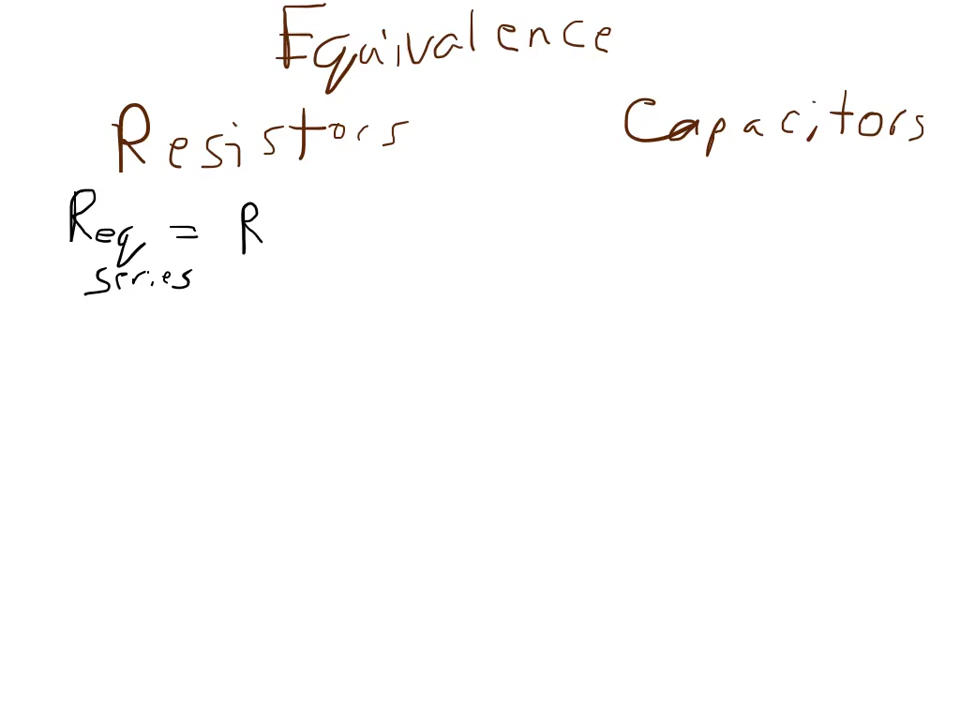 Equivalence
Resistors
Capacitors
Req = R
series